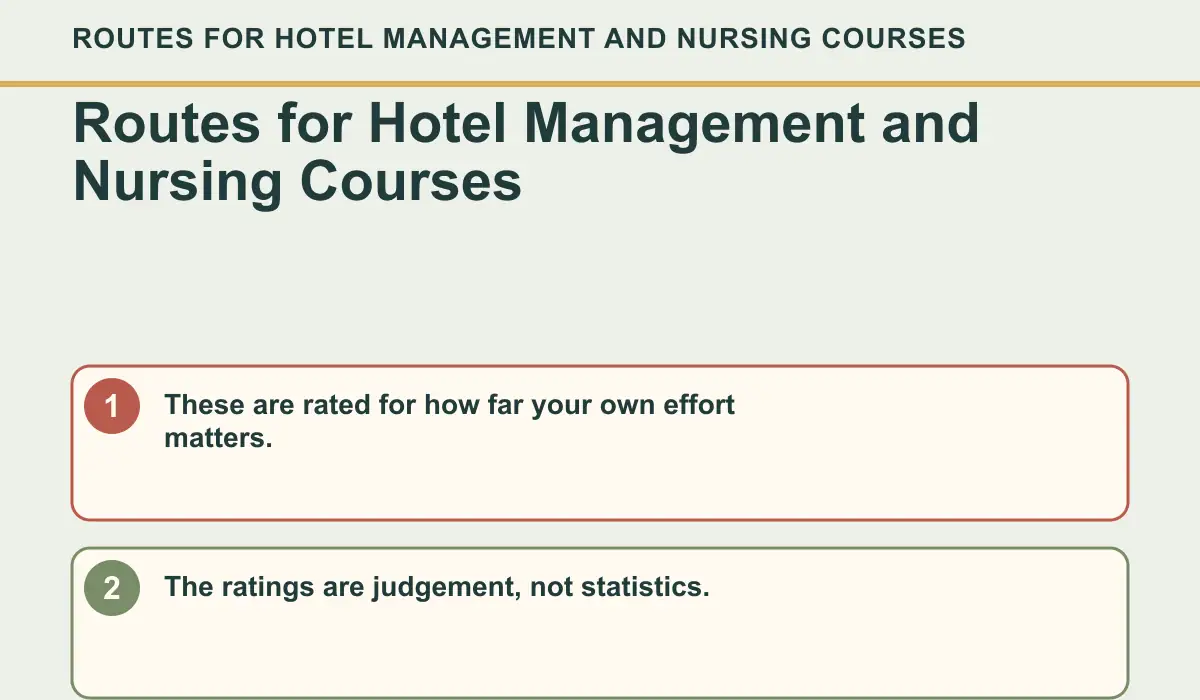 ROUTES FOR HOTEL MANAGEMENT AND NURSING COURSES
Routes for Hotel Management and
Nursing Courses
1
These are rated for how far your own effort
matters.
2
The ratings are judgement, not statistics.